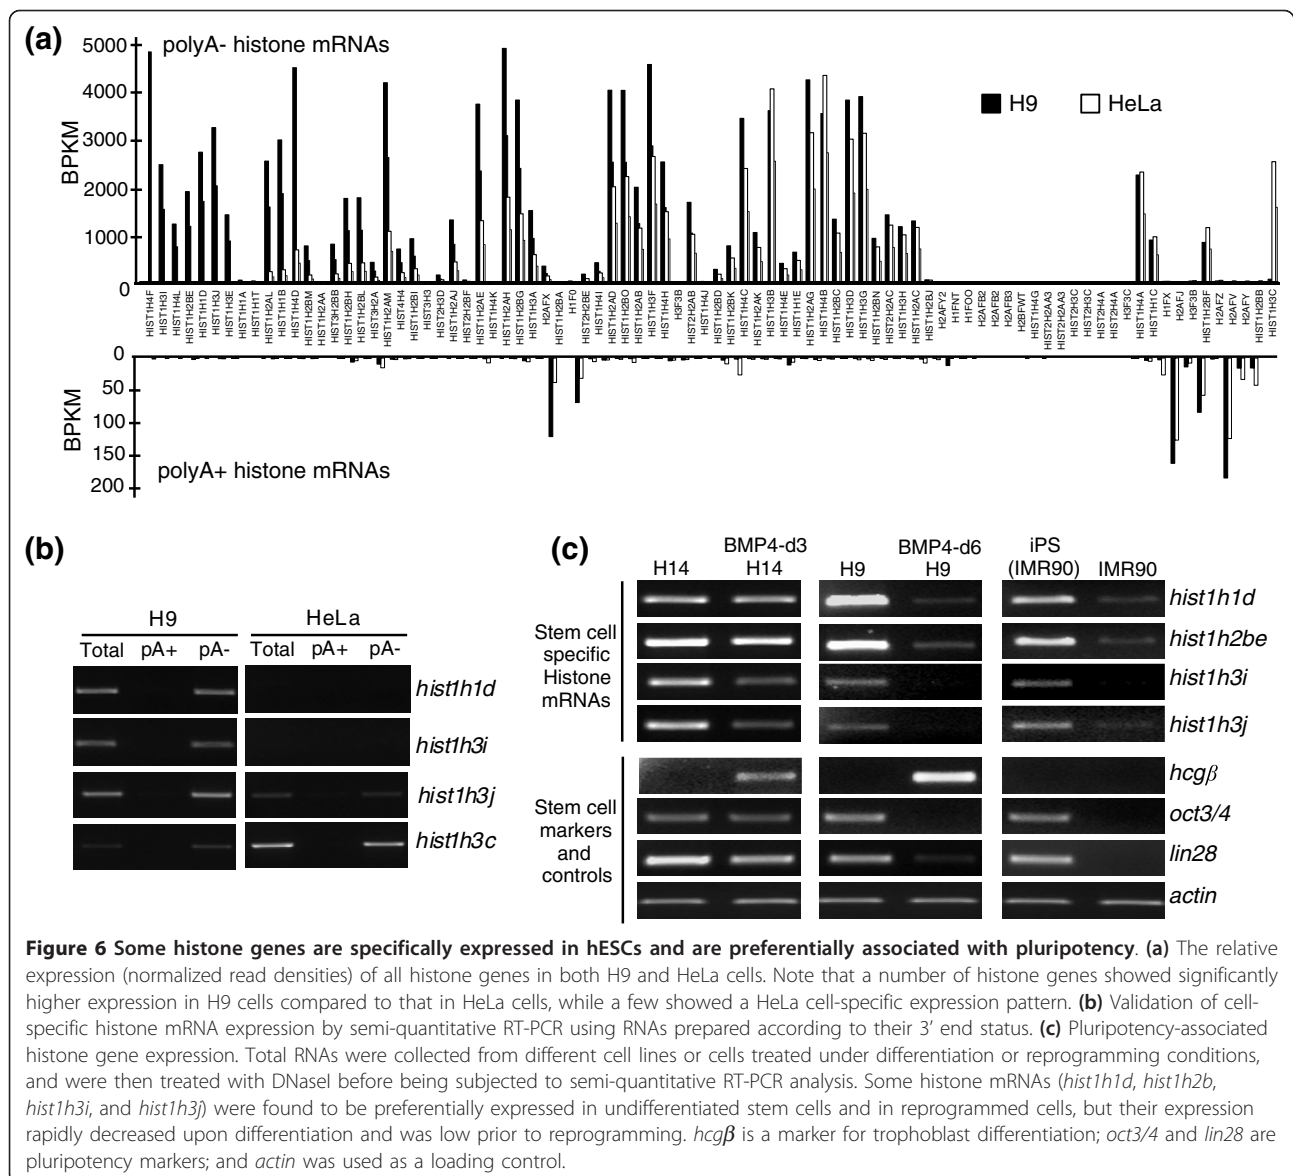 (a)
polyA- histone mRNAs
H9
HeLa
BPKM
5000
4000
3000
2000
1000
0
HIST1H4F
HIST1H3I
HIST1H4L
HIST1H2BE
HIST1H1D
HIST1H3J
HIST1H3E
HIST1H1A
HIST1H1T
HIST1H2AL
HIST1H1B
HIST1H4D
HIST1H2BM
HIST1H2AA
HIST3H2BB
HIST1H2BH
HIST1H2BL
HIST3H2A
HIST1H2AM
HIST4H4
HIST1H2BI
HIST3H3
HIST2H3D
HIST1H2AJ
HIST2H2BF
HIST1H2AE
HIST1H4K
HIST1H2AH
HIST1H2BG
HIST1H3A
H2AFX
HIST1H2BA
H1F0
HIST2H2BE
HIST1H4I
HIST1H2AD
HIST1H2BO
HIST1H2AB
HIST1H3F
HIST1H4H
H3F3B
HIST2H2AB
HIST1H4J
HIST1H2BD
HIST1H2BK
HIST1H4C
HIST1H2AK
HIST1H3B
HIST1H4E
HIST1H1E
HIST1H2AG
HIST1H4B
HIST1H2BC
HIST1H3D
HIST1H3G
HIST1H2BN
HIST2H2AC
HIST1H3H
HIST1H2AC
HIST1H2BJ
H2AFY2
H1FNT
H1FOO
H2AFB2
H2AFB2
H2AFB3
H2BFWT
HIST1H4G
HIST2H2AA3
HIST2H2AA3
HIST2H3C
HIST2H3C
HIST2H4A
HIST2H4A
H3F3C
HIST1H4A
HIST1H1C
H1FX
H2AFJ
H3F3B
HIST1H2BF
H2AFZ
H2AFV
H2AFY
HIST1H2BB
HIST1H3C
BPKM
0
50
100
150
200
polyA+ histone mRNAs
(b)
H9
HeLa
Total pA+ pA- Total pA+ pA-
hist1h1d
hist1h3i
hist1h3j
hist1h3c
(c)
H14
BMP4-d3
H14
H9
BMP4-d6
H9
iPS
(IMR90)
IMR90
Stem cell
specific
Histone
mRNAs
hist1h1d
hist1h2be
hist1h3i
hist1h3j
Stem cell
markers
and
controls
hcgβ
oct3/4
lin28
actin
Figure 6 Some histone genes are specifically expressed in hESCs and are preferentially associated with pluripotency. (a) The relative
expression (normalized read densities) of all histone genes in both H9 and HeLa cells. Note that a number of histone genes showed significantly
higher expression in H9 cells compared to that in HeLa cells, while a few showed a HeLa cell-specific expression pattern. (b) Validation of cell-
specific histone mRNA expression by semi-quantitative RT-PCR using RNAs prepared according to their 3' end status. (c) Pluripotency-associated
histone gene expression. Total RNAs were collected from different cell lines or cells treated under differentiation or reprogramming conditions,
and were then treated with DNaseI before being subjected to semi-quantitative RT-PCR analysis. Some histone mRNAs (hist1h1d, hist1h2b,
hist1h3i, and hist1h3j) were found to be preferentially expressed in undifferentiated stem cells and in reprogrammed cells, but their expression
rapidly decreased upon differentiation and was low prior to reprogramming. hcgβ is a marker for trophoblast differentiation; oct3/4 and lin28 are
pluripotency markers; and actin was used as a loading control.